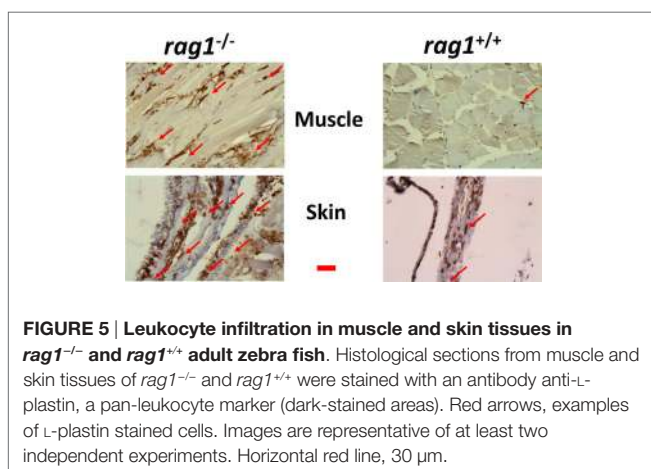 rag1-/- rag1+/+
Muscle
Skin
FIGURE 5 | Leukocyte infiltration in muscle and skin tissues in
rag1−/− and rag1+/+ adult zebra fish. Histological sections from muscle and
skin tissues of rag1−/− and rag1+/+ were stained with an antibody anti-L-
plastin, a pan-leukocyte marker (dark-stained areas). Red arrows, examples
of L-plastin stained cells. Images are representative of at least two
independent experiments. Horizontal red line, 30 µm.